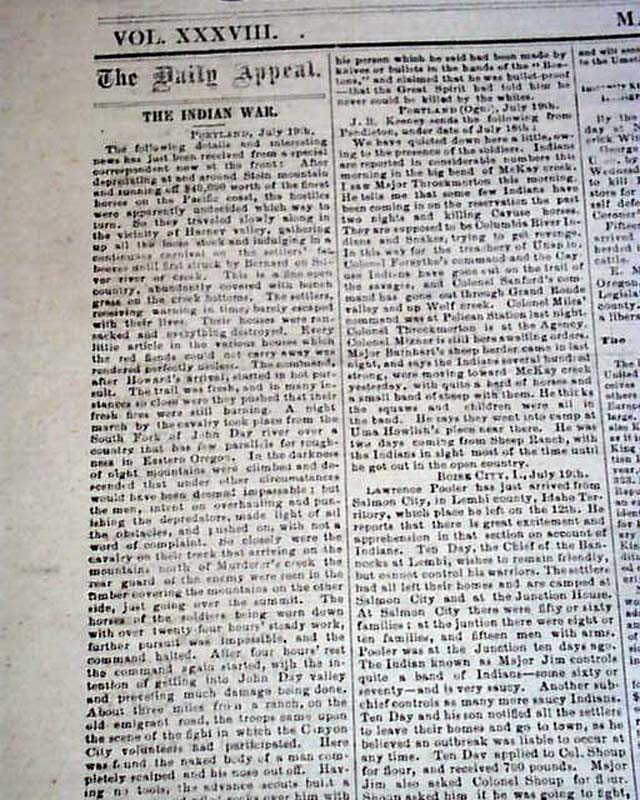 VOL. XXXVIII.
M
The Daily Appeal.
THE INDIAN WAR.
PORTLAND, July 19th.
The following details and interesting
news has just been received from a special
correspondent now at the front: After
depredating at and around Stein mountain
and running off $40,000 worth of the finest
horses on the Pacific coast, the hostiles
were apparently undecided which way to
turn. So they traveled slowly along in
the vicinity of Harney valley, gathering
up all the loose stock and indulging in a
continuous carnival on the settlers'
beeves until first struck by Bernard on
river or creek. This is a fine open
country, abundantly covered with bunch
grass on the creek bottoms. The settlers,
receiving warning in time, barely escaped
with their lives. Their houses were ran-
sacked and everything destroyed. Every
little article in the various houses which
the red fiends could not carry away was
rendered perfectly useless. The command,
after Howard's arrival, started in hot pur-
suit. The trail was fresh, and in many in-
stances so close were they pushed that their
fresh fires were still burning. A night
march by the cavalry took place from the
South Fork of John Day river over a
country that has few parallels for rough-
ness in Eastern Oregon. In the darkness
of night mountains were climbed and de-
scended that under other circumstances
would have been deemed impassable; but
the men, intent on overhauling and pun-
ishing the depredators, made light of all
the obstacles, and pushed on, with not a
word of complaint. So closely were the
cavalry on their track that arriving on the
mountains north of Murderer's creek the
rear guard of the enemy were seen in the
timber covering the mountains on the other
side, just going over the summit. The
horses of the soldiers being worn down
with over twenty-four hours' steady work,
further pursuit was impossible, and the
command halted. After four hours' rest
the command again started, with the in-
tention of getting into John Day valley
and preventing much damage being done.
About three miles from a ranch, on the
old emigrant road, the troops came upon
the scene of the fight in which the Canyon
City volunteers had participated. Here
was found the naked body of a man com-
pletely scalped and his nose cut off. Hav-
ing no tools, the advance scouts built a
rocks over him with
his person which he said had been made by
knives or bullets in the hands of the "Bos-
tons," and claimed that he was bullet-proof
—that the Great Spirit had told him he
never could be killed by the whites.
PORTLAND (Ogn.), July 19th.
J. B. Keeney sends the following from
Pendleton, under date of July 18th:
We have quieted down here a little, ow-
ing to the presence of the soldiers. Indians
are reported in considerable numbers this
morning in the big bend of McKay creek.
I saw Major Throckmorton this morning.
He tells me that some few Indians have
been coming on the reservation the past
two nights and killing Cayuse horses.
They are supposed to be Columbia River In-
dians and Snakes, trying to get revenge
in this way for the treachery of Umapine.
Colonel Forsythe's command and the Cay-
use Indians have gone out on the trail of
the savages, and Colonel Sanford's com-
mand has gone out through Grand Ronde
valley and up Wolf creek. Colonel Miles'
command was at Pelican Station last night.
Colonel Throckmorton is at the Agency.
Colonel Mizner is still here awaiting orders.
Major Barnhart's sheep herder came in last
night, and says the Indians several hundred
strong, were moving toward McKay creek
yesterday, with quite a herd of horses and
a small band of sheep with them. He thinks
the squaws and children were all in
the band. He says they went into camp at
Uma Howlish's place near there. He was
two days coming from Sheep Ranch, with
the Indians in sight most of the time until
he got out in the open country.
BOISE CITY, I., July 19th.
Lawrence Pooler has just arrived from
Salmon City, in Lemhi county, Idaho Ter-
ritory, which place he left on the 12th. He
reports that there is great excitement and
apprehension in that section on account of
Indians. Ten Day, the Chief of the Ban-
nocks at Lemhi, wishes to remain friendly,
but cannot control his warriors. The settlers
had all left their homes and are camped at
Salmon City and at the Junction House.
At Salmon City there were fifty or sixty
families; at the juntion there were eight or
ten families, and fifteen men with arms.
Pooler was at the Junction ten days ago.
The Indian known as Major Jim controls
quite a band of Indians—some sixty or
seventy—and is very saucy. Another sub-
chief controls as many more saucy Indians.
Ten Day and his son notified all the settlers
to leave their homes and go to town, as he
believed an outbreak was liable to occur at
any time. Ten Day applied to Col. Shoup
for flour, and received 700 pounds. Major
Jim also asked Colonel Shoup for flour.
Shoup asked him if he was going to fight,